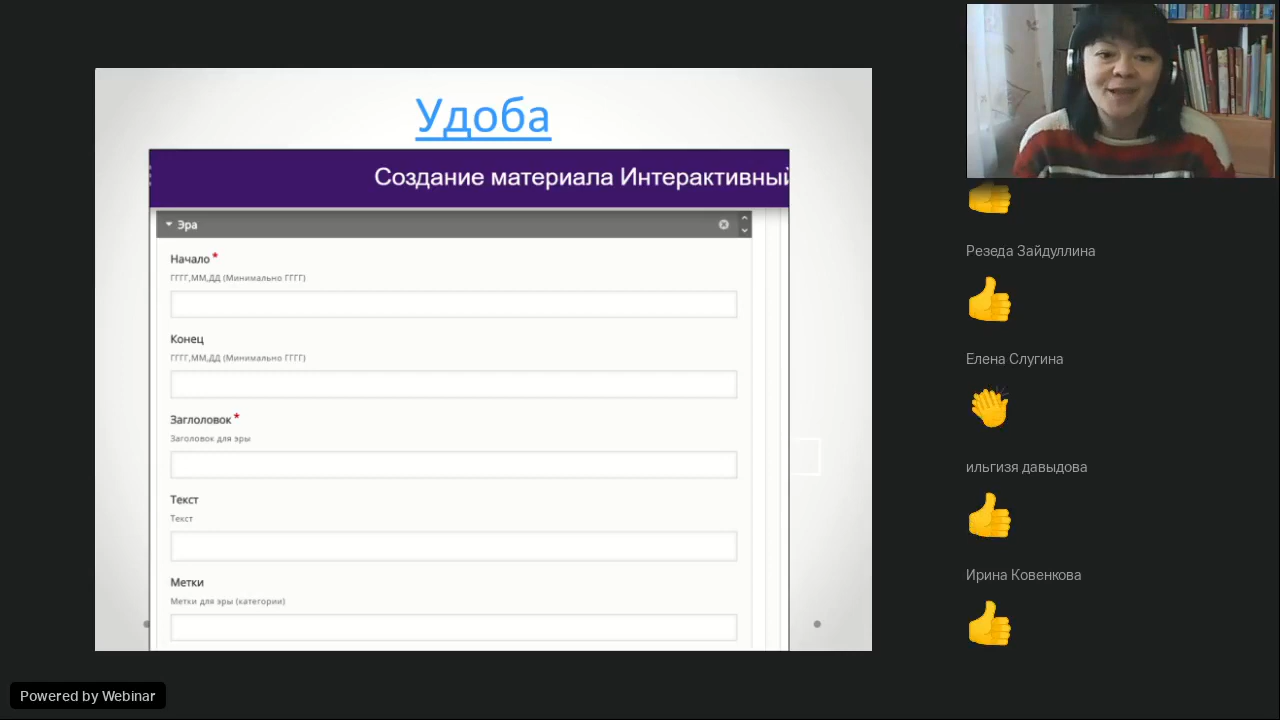 Удоба
Создание материала Интерактивный
Эра
Начало *
ГГГГ,ММ,ДД (Минимально ГГГГ)
Конец
ГГГГ,ММ,ДД (Минимально ГГГГ)
Заглоловок *
Заголовок для эры
Текст
Текст
Метки
Метки для эры (категории)
Резеда Зайдуллина
Елена Слугина
ильгизя давыдова
Ирина Ковенкова
Powered by Webinar